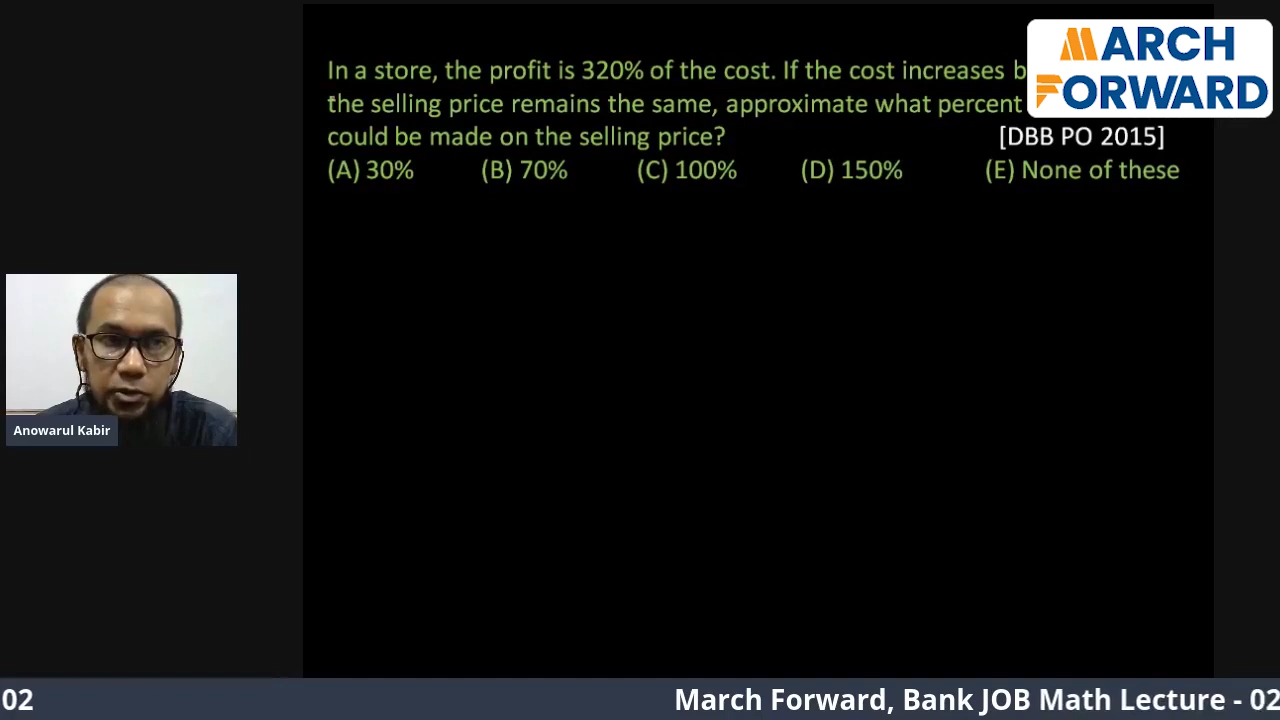 In a store, the profit is 320% of the cost. If the cost increases
the selling price remains the same, approximate what percent
could be made on the selling price? [DBB PO 2015]
(A) 30% (B) 70% (C) 100% (D) 150% (E) None of these
MARCH
FORWARD
Anowarul Kabir
02 March Forward, Bank JOB Math Lecture - 02